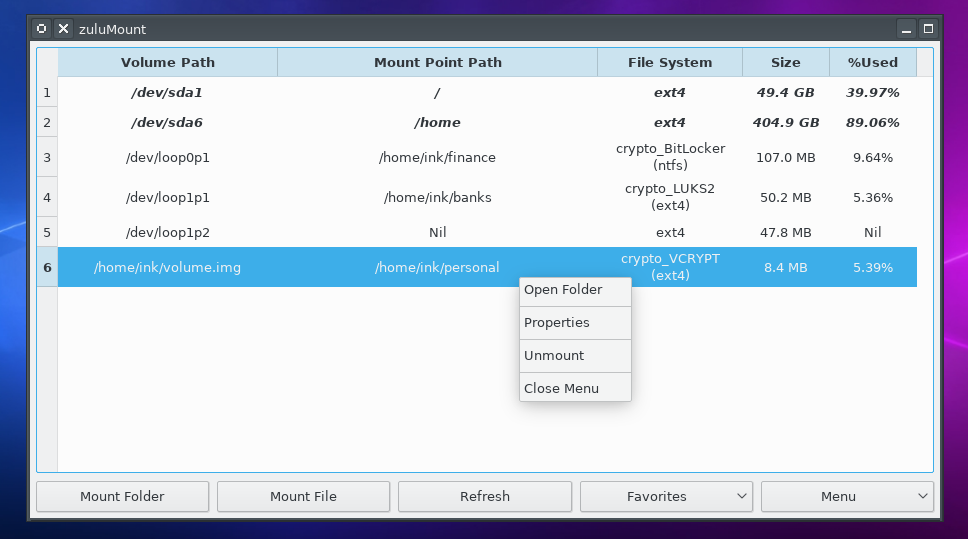 zuluMount
Volume Path Mount Point Path File System Size %Used
1 /dev/sda1 / ext4 49.4 GB 39.97%
2 /dev/sda6 /home ext4 404.9 GB 89.06%
3 /dev/loop0p1 /home/ink/finance crypto_BitLocker 107.0 MB 9.64%
(ntfs)
4 /dev/loop1p1 /home/ink/banks crypto_LUKS2 50.2 MB 5.36%
(ext4)
5 /dev/loop1p2 Nil ext4 47.8 MB Nil
6 /home/ink/volume.img /home/ink/personal crypto_VCRYPT 8.4 MB 5.39%
(ext4)
Open Folder
Properties
Unmount
Close Menu
Mount Folder Mount File Refresh Favorites Menu